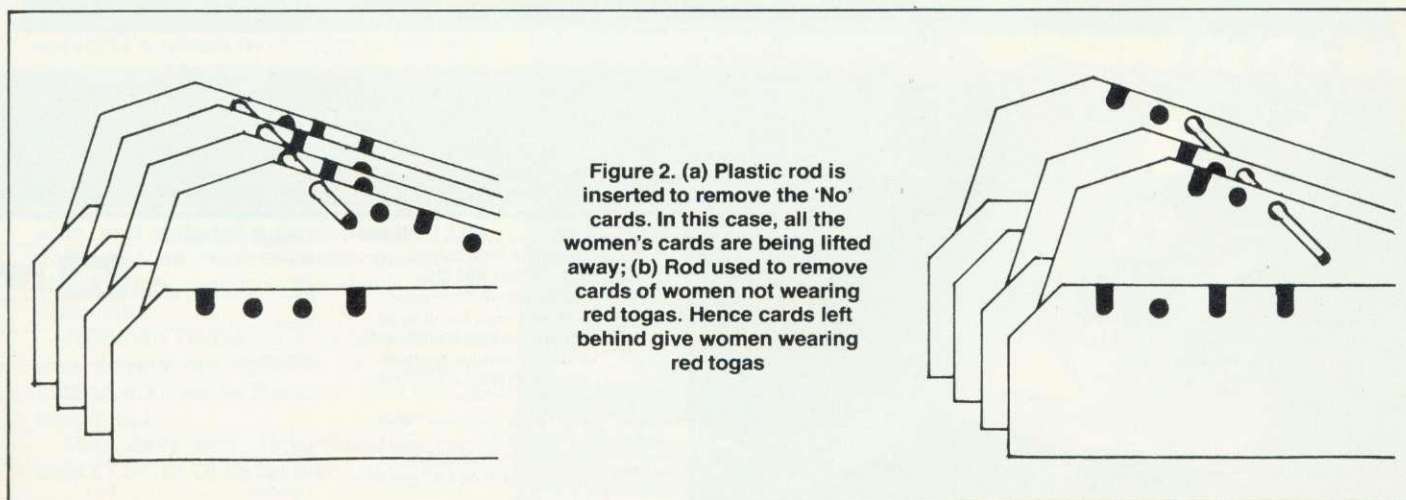 Figure 2. (a) Plastic rod is
inserted to remove the ‘No’
cards. In this case, all the
women’s cards are being lifted
away; (b) Rod used to remove
cards of women not wearing
red togas. Hence cards left
behind give women wearing
red togas